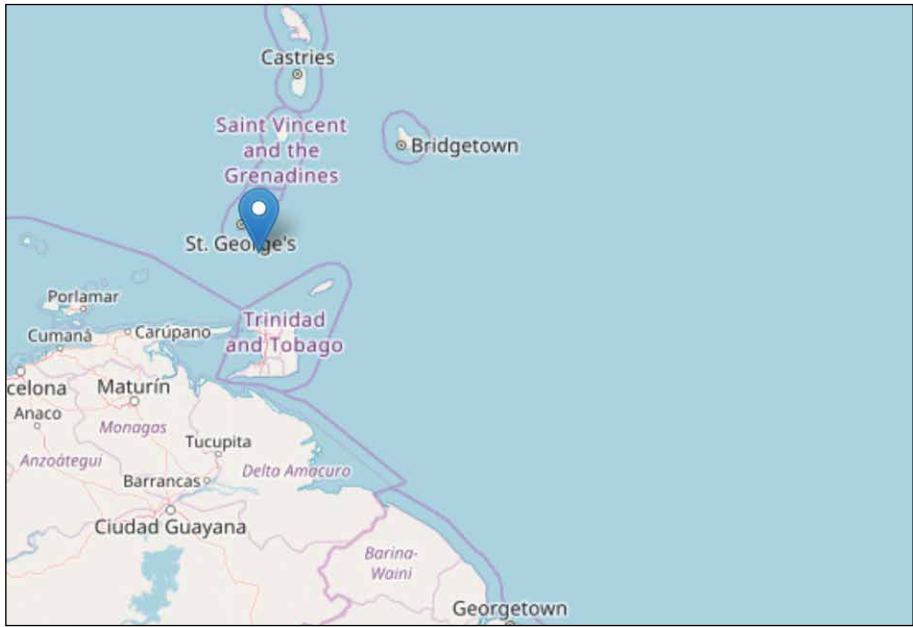 Castries
Saint Vincent
and the
Grenadines
Bridgetown
St. George's
Porlamar
Trinidad
and Tobago
Cumaná
Carúpano
celona
Maturín
Anaco
Monagas
Tucupita
Anzoátegui
Delta Amacuro
Barrancas
Ciudad Guayana
Barina-
Waini
Georgetown